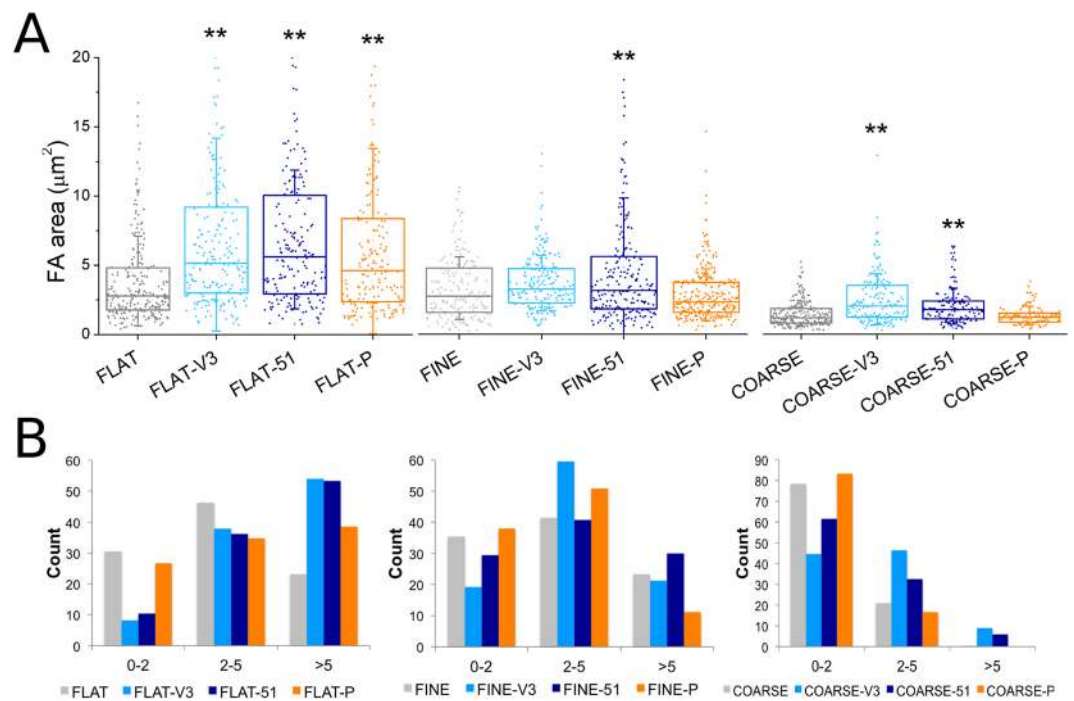 A
** ** ** ** ** **
FA area (μm²)
20
15
10
5
0
FLAT FLAT-V3 FLAT-51 FLAT-P FINE FINE-V3 FINE-51 FINE-P COARSE COARSE-V3 COARSE-51 COARSE-P
B
Count
60
50
40
30
20
10
0
0-2 2-5 >5
FLAT FLAT-V3 FLAT-51 FLAT-P
Count
60
50
40
30
20
10
0
0-2 2-5 >5
FINE FINE-V3 FINE-51 FINE-P
Count
90
80
70
60
50
40
30
20
10
0
0-2 2-5 >5
COARSE COARSE-V3 COARSE-51 COARSE-P